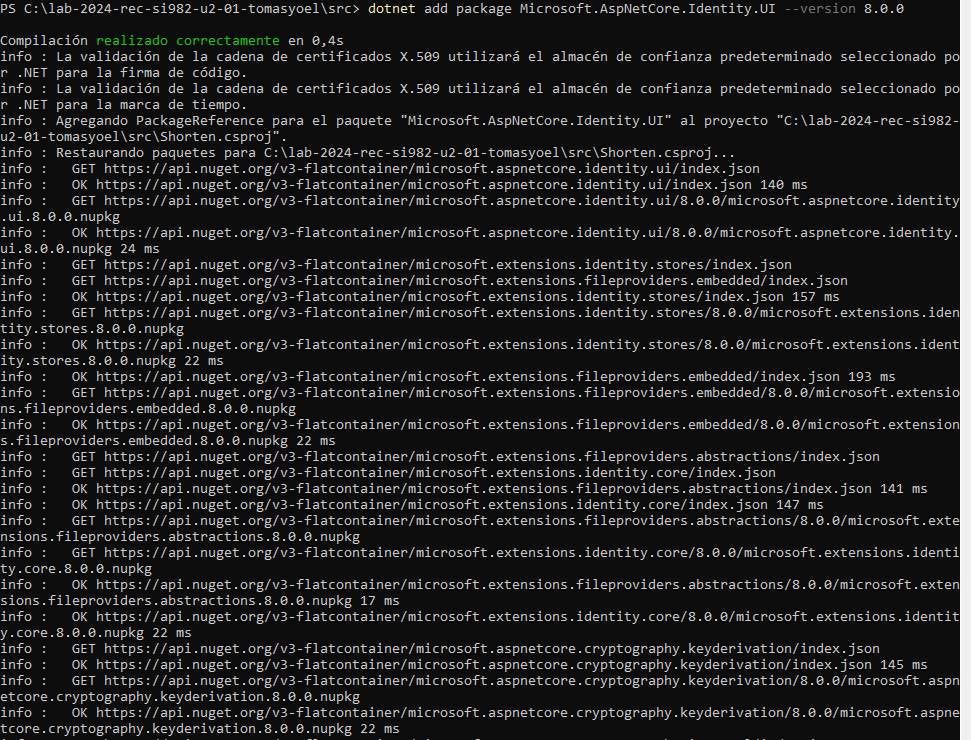 PS C:\lab-2024-rec-si982-u2-01-tomasyoel\src> dotnet add package Microsoft.AspNetCore.Identity.UI --version 8.0.0
Compilación realizado correctamente en 0,4s
info : La validación de la cadena de certificados X.509 utilizará el almacén de confianza predeterminado seleccionado po
r .NET para la firma de código.
info : La validación de la cadena de certificados X.509 utilizará el almacén de confianza predeterminado seleccionado po
r .NET para la marca de tiempo.
info : Agregando PackageReference para el paquete "Microsoft.AspNetCore.Identity.UI" al proyecto "C:\lab-2024-rec-si982-
u2-01-tomasyoel\src\Shorten.csproj".
info : Restaurando paquetes para C:\lab-2024-rec-si982-u2-01-tomasyoel\src\Shorten.csproj...
info :   GET https://api.nuget.org/v3-flatcontainer/microsoft.aspnetcore.identity.ui/index.json
info :   OK https://api.nuget.org/v3-flatcontainer/microsoft.aspnetcore.identity.ui/index.json 140 ms
info :   GET https://api.nuget.org/v3-flatcontainer/microsoft.aspnetcore.identity.ui/8.0.0/microsoft.aspnetcore.identity
.ui.8.0.0.nupkg
info :   OK https://api.nuget.org/v3-flatcontainer/microsoft.aspnetcore.identity.ui/8.0.0/microsoft.aspnetcore.identity.
ui.8.0.0.nupkg 24 ms
info :   GET https://api.nuget.org/v3-flatcontainer/microsoft.extensions.identity.stores/index.json
info :   GET https://api.nuget.org/v3-flatcontainer/microsoft.extensions.fileproviders.embedded/index.json
info :   OK https://api.nuget.org/v3-flatcontainer/microsoft.extensions.identity.stores/index.json 157 ms
info :   GET https://api.nuget.org/v3-flatcontainer/microsoft.extensions.identity.stores/8.0.0/microsoft.extensions.iden
tity.stores.8.0.0.nupkg
info :   OK https://api.nuget.org/v3-flatcontainer/microsoft.extensions.identity.stores/8.0.0/microsoft.extensions.ident
ity.stores.8.0.0.nupkg 22 ms
info :   OK https://api.nuget.org/v3-flatcontainer/microsoft.extensions.fileproviders.embedded/index.json 193 ms
info :   GET https://api.nuget.org/v3-flatcontainer/microsoft.extensions.fileproviders.embedded/8.0.0/microsoft.extensio
ns.fileproviders.embedded.8.0.0.nupkg
info :   OK https://api.nuget.org/v3-flatcontainer/microsoft.extensions.fileproviders.embedded/8.0.0/microsoft.extension
s.fileproviders.embedded.8.0.0.nupkg 22 ms
info :   GET https://api.nuget.org/v3-flatcontainer/microsoft.extensions.fileproviders.abstractions/index.json
info :   GET https://api.nuget.org/v3-flatcontainer/microsoft.extensions.identity.core/index.json
info :   OK https://api.nuget.org/v3-flatcontainer/microsoft.extensions.fileproviders.abstractions/index.json 141 ms
info :   OK https://api.nuget.org/v3-flatcontainer/microsoft.extensions.identity.core/index.json 147 ms
info :   GET https://api.nuget.org/v3-flatcontainer/microsoft.extensions.fileproviders.abstractions/8.0.0/microsoft.exte
nsions.fileproviders.abstractions.8.0.0.nupkg
info :   GET https://api.nuget.org/v3-flatcontainer/microsoft.extensions.identity.core/8.0.0/microsoft.extensions.identi
ty.core.8.0.0.nupkg
info :   OK https://api.nuget.org/v3-flatcontainer/microsoft.extensions.fileproviders.abstractions/8.0.0/microsoft.exten
sions.fileproviders.abstractions.8.0.0.nupkg 17 ms
info :   OK https://api.nuget.org/v3-flatcontainer/microsoft.extensions.identity.core/8.0.0/microsoft.extensions.identit
y.core.8.0.0.nupkg 22 ms
info :   GET https://api.nuget.org/v3-flatcontainer/microsoft.aspnetcore.cryptography.keyderivation/index.json
info :   OK https://api.nuget.org/v3-flatcontainer/microsoft.aspnetcore.cryptography.keyderivation/index.json 145 ms
info :   GET https://api.nuget.org/v3-flatcontainer/microsoft.aspnetcore.cryptography.keyderivation/8.0.0/microsoft.aspn
etcore.cryptography.keyderivation.8.0.0.nupkg
info :   OK https://api.nuget.org/v3-flatcontainer/microsoft.aspnetcore.cryptography.keyderivation/8.0.0/microsoft.aspne
tcore.cryptography.keyderivation.8.0.0.nupkg 22 ms